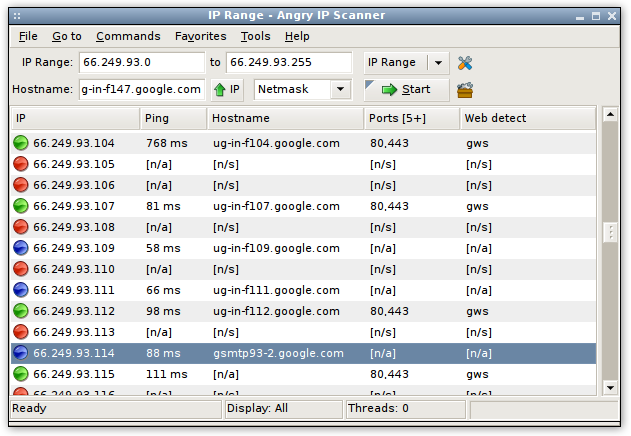 IP Range - Angry IP Scanner
File Go to Commands Favorites Tools Help
IP Range: 66.249.93.0 to 66.249.93.255 IP Range
Hostname: g-in-f147.google.com IP Netmask Start
IP Ping Hostname Ports [5+] Web detect
66.249.93.104 768 ms ug-in-f104.google.com 80,443 gws
66.249.93.105 [n/a] [n/s] [n/s] [n/s]
66.249.93.106 [n/a] [n/s] [n/s] [n/s]
66.249.93.107 81 ms ug-in-f107.google.com 80,443 gws
66.249.93.108 [n/a] [n/s] [n/s] [n/s]
66.249.93.109 58 ms ug-in-f109.google.com [n/a] [n/a]
66.249.93.110 [n/a] [n/s] [n/s] [n/s]
66.249.93.111 66 ms ug-in-f111.google.com [n/a] [n/a]
66.249.93.112 98 ms ug-in-f112.google.com 80,443 gws
66.249.93.113 [n/a] [n/s] [n/s] [n/s]
66.249.93.114 88 ms gsmtp93-2.google.com [n/a] [n/a]
66.249.93.115 111 ms [n/a] 80,443 gws
66.249.93.116 [n/a] [n/s] [n/s] [n/s]
Ready Display: All Threads: 0